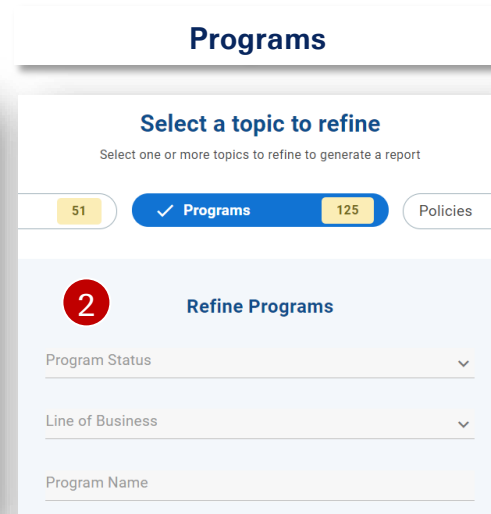 Programs
Select a topic to refine
Select one or more topics to refine to generate a report
51 Programs 125 Policies
2 Refine Programs
Program Status
Line of Business
Program Name